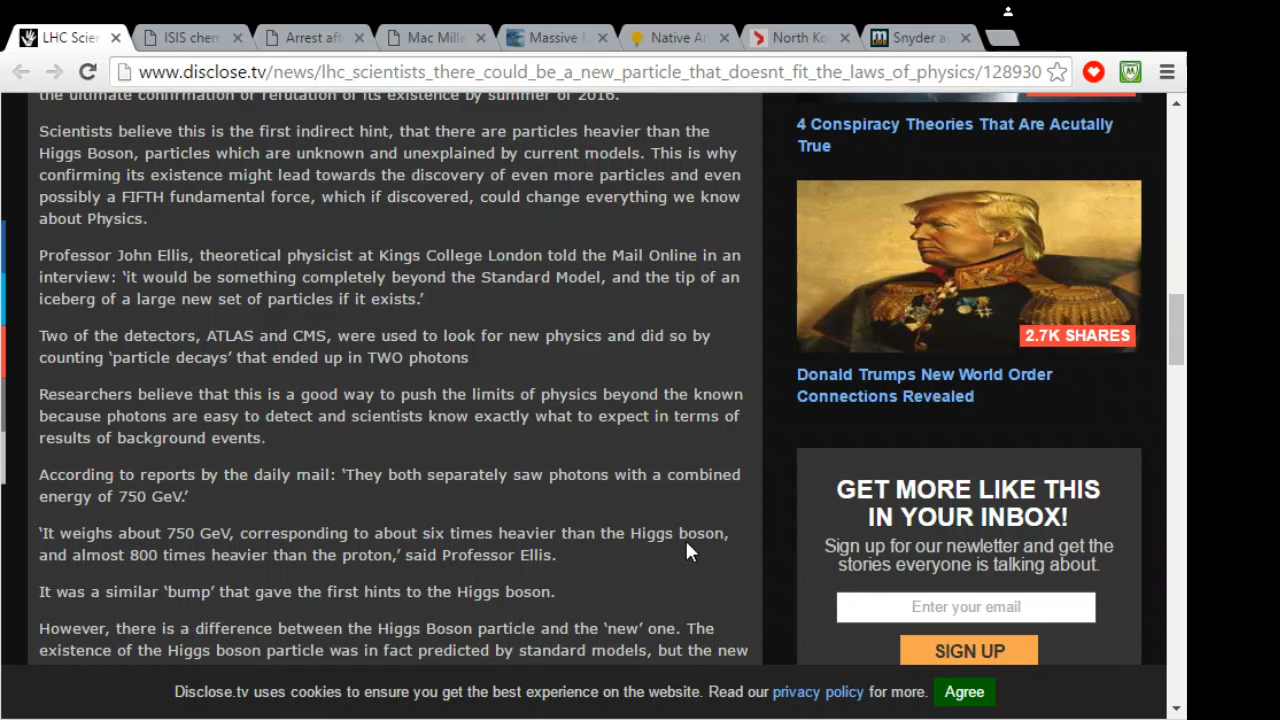 LHC Scier
ISIS chem
Arrest aft
Mac Mille
Massive
Native Am
North Ko
Snyder a
www.disclose.tv/news/lhc_scientists_there_could_be_a_new_particle_that_doesnt_fit_the_laws_of_physics/128930
the ultimate confirmation or refutation of its existence by summer of 2016.
Scientists believe this is the first indirect hint, that there are particles heavier than the
Higgs Boson, particles which are unknown and unexplained by current models. This is why
confirming its existence might lead towards the discovery of even more particles and even
possibly a FIFTH fundamental force, which if discovered, could change everything we know
about Physics.
Professor John Ellis, theoretical physicist at Kings College London told the Mail Online in an
interview: ‘it would be something completely beyond the Standard Model, and the tip of an
iceberg of a large new set of particles if it exists.’
Two of the detectors, ATLAS and CMS, were used to look for new physics and did so by
counting ‘particle decays’ that ended up in TWO photons
Researchers believe that this is a good way to push the limits of physics beyond the known
because photons are easy to detect and scientists know exactly what to expect in terms of
results of background events.
According to reports by the daily mail: ‘They both separately saw photons with a combined
energy of 750 GeV.’
‘It weighs about 750 GeV, corresponding to about six times heavier than the Higgs boson,
and almost 800 times heavier than the proton,’ said Professor Ellis.
It was a similar ‘bump’ that gave the first hints to the Higgs boson.
However, there is a difference between the Higgs Boson particle and the ‘new’ one. The
existence of the Higgs boson particle was in fact predicted by standard models, but the new
4 Conspiracy Theories That Are Acutally
True
2.7K SHARES
Donald Trumps New World Order
Connections Revealed
GET MORE LIKE THIS
IN YOUR INBOX!
Sign up for our newletter and get the
stories everyone is talking about.
Enter your email
SIGN UP
Disclose.tv uses cookies to ensure you get the best experience on the website. Read our privacy policy for more. Agree